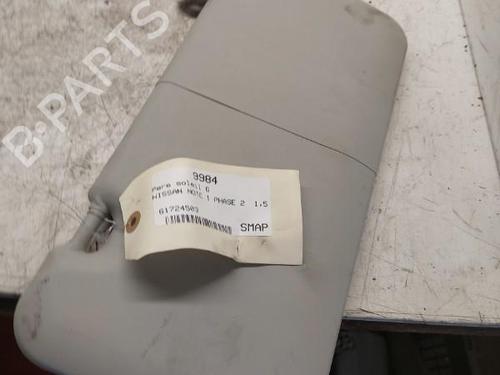 B-PARTS
9984
Pare soleil G
NISSAN NOTE 1 PHASE 2 1,5
61724503
SMAP